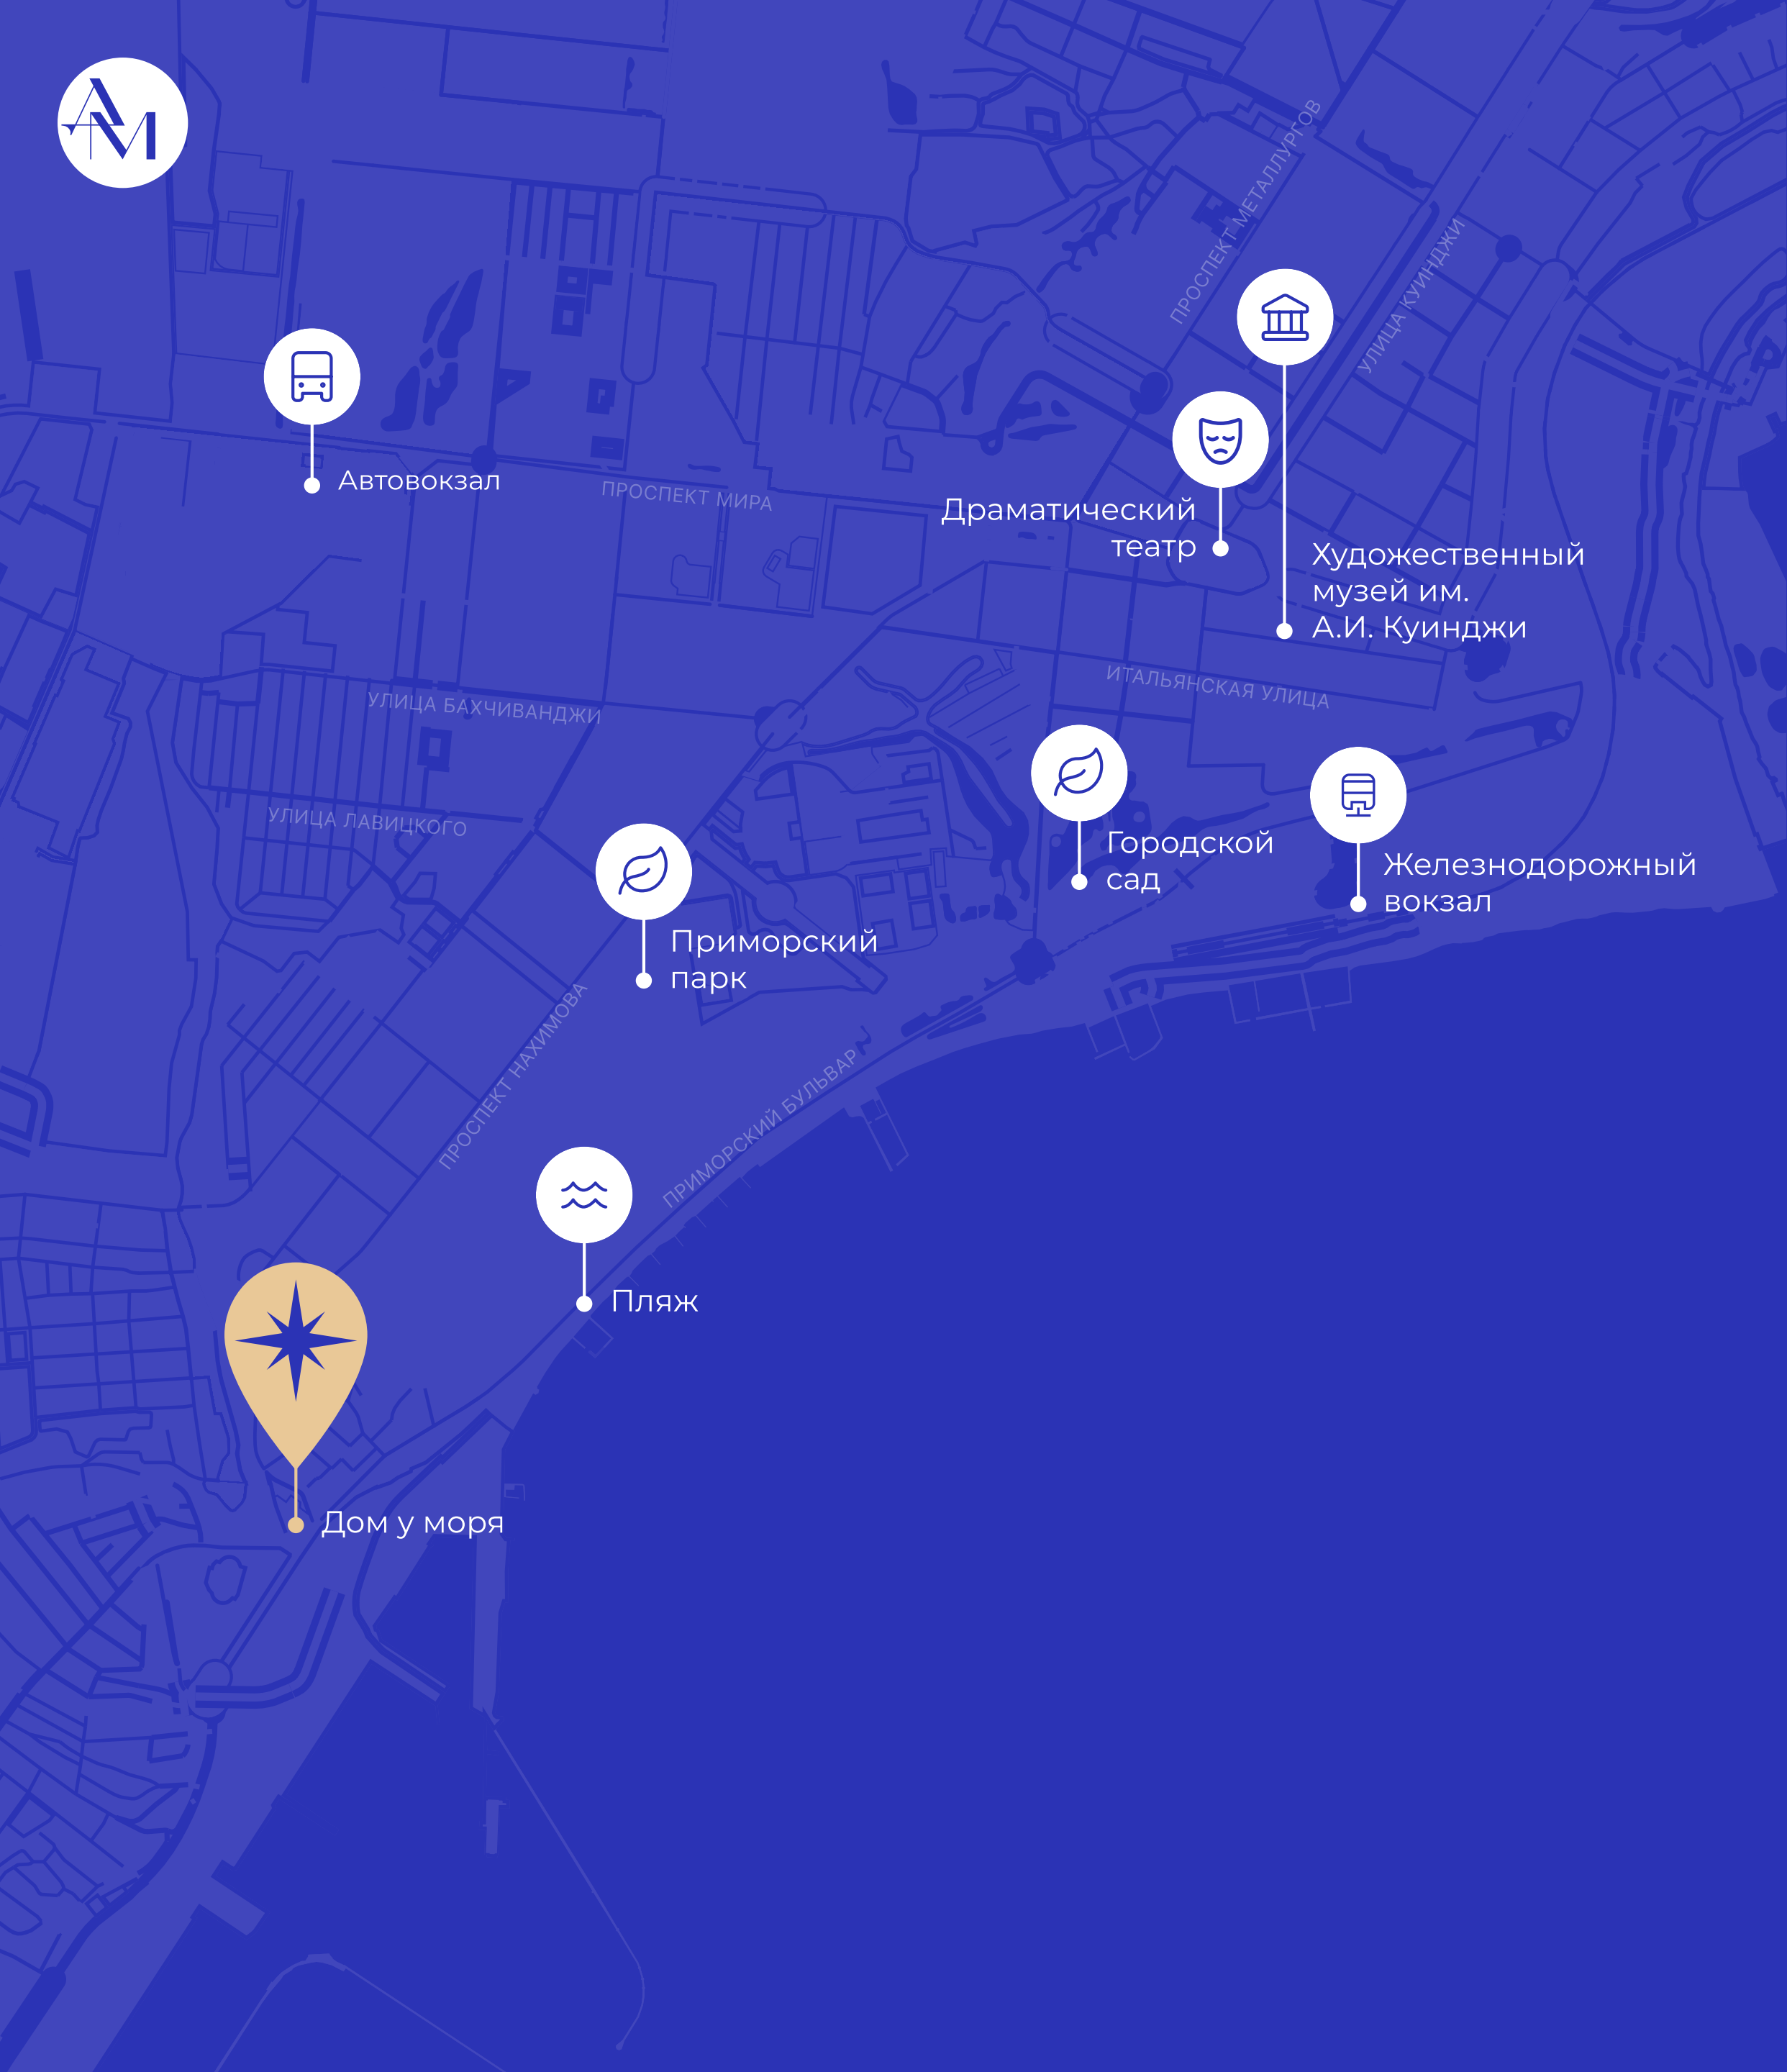 АМ
ПРОСПЕКТ МЕТАЛЛУРГОВ
УЛИЦА КУИНДЖИ
Автовокзал
ПРОСПЕКТ МИРА
Драматический
театр
Художественный
музей им.
А.И. Куинджи
ИТАЛЬЯНСКАЯ УЛИЦА
УЛИЦА БАХЧИВАНДЖИ
УЛИЦА ЛАВИЦКОГО
Городской
сад
Железнодорожный
вокзал
Приморский
парк
ПРОСПЕКТ НАХИМОВА
ПРИМОРСКИЙ БУЛЬВАР
Пляж
Дом у моря